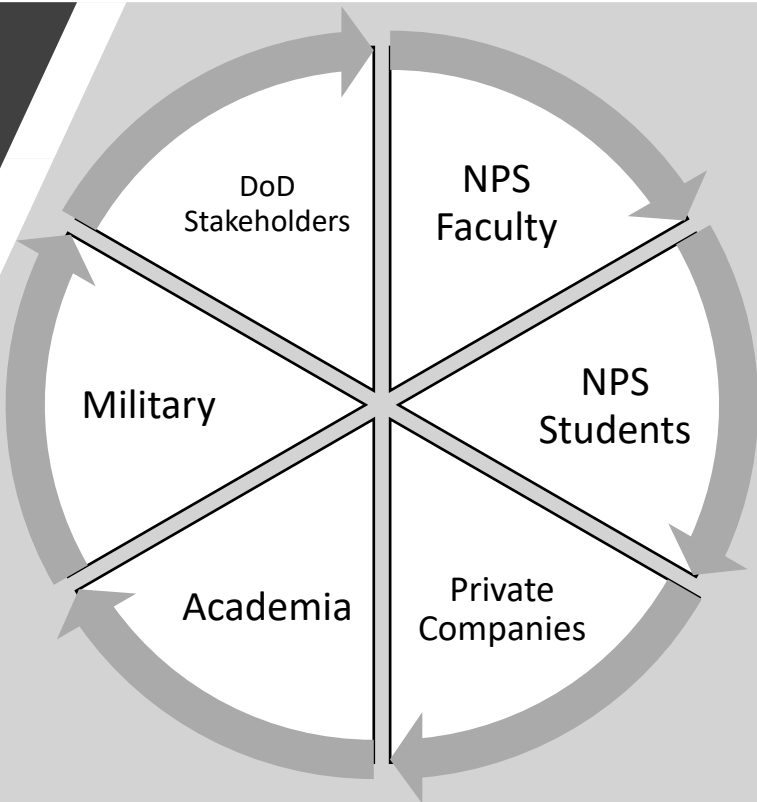 DoD
Stakeholders
NPS
Faculty
NPS
Students
Private
Companies
Academia
Military